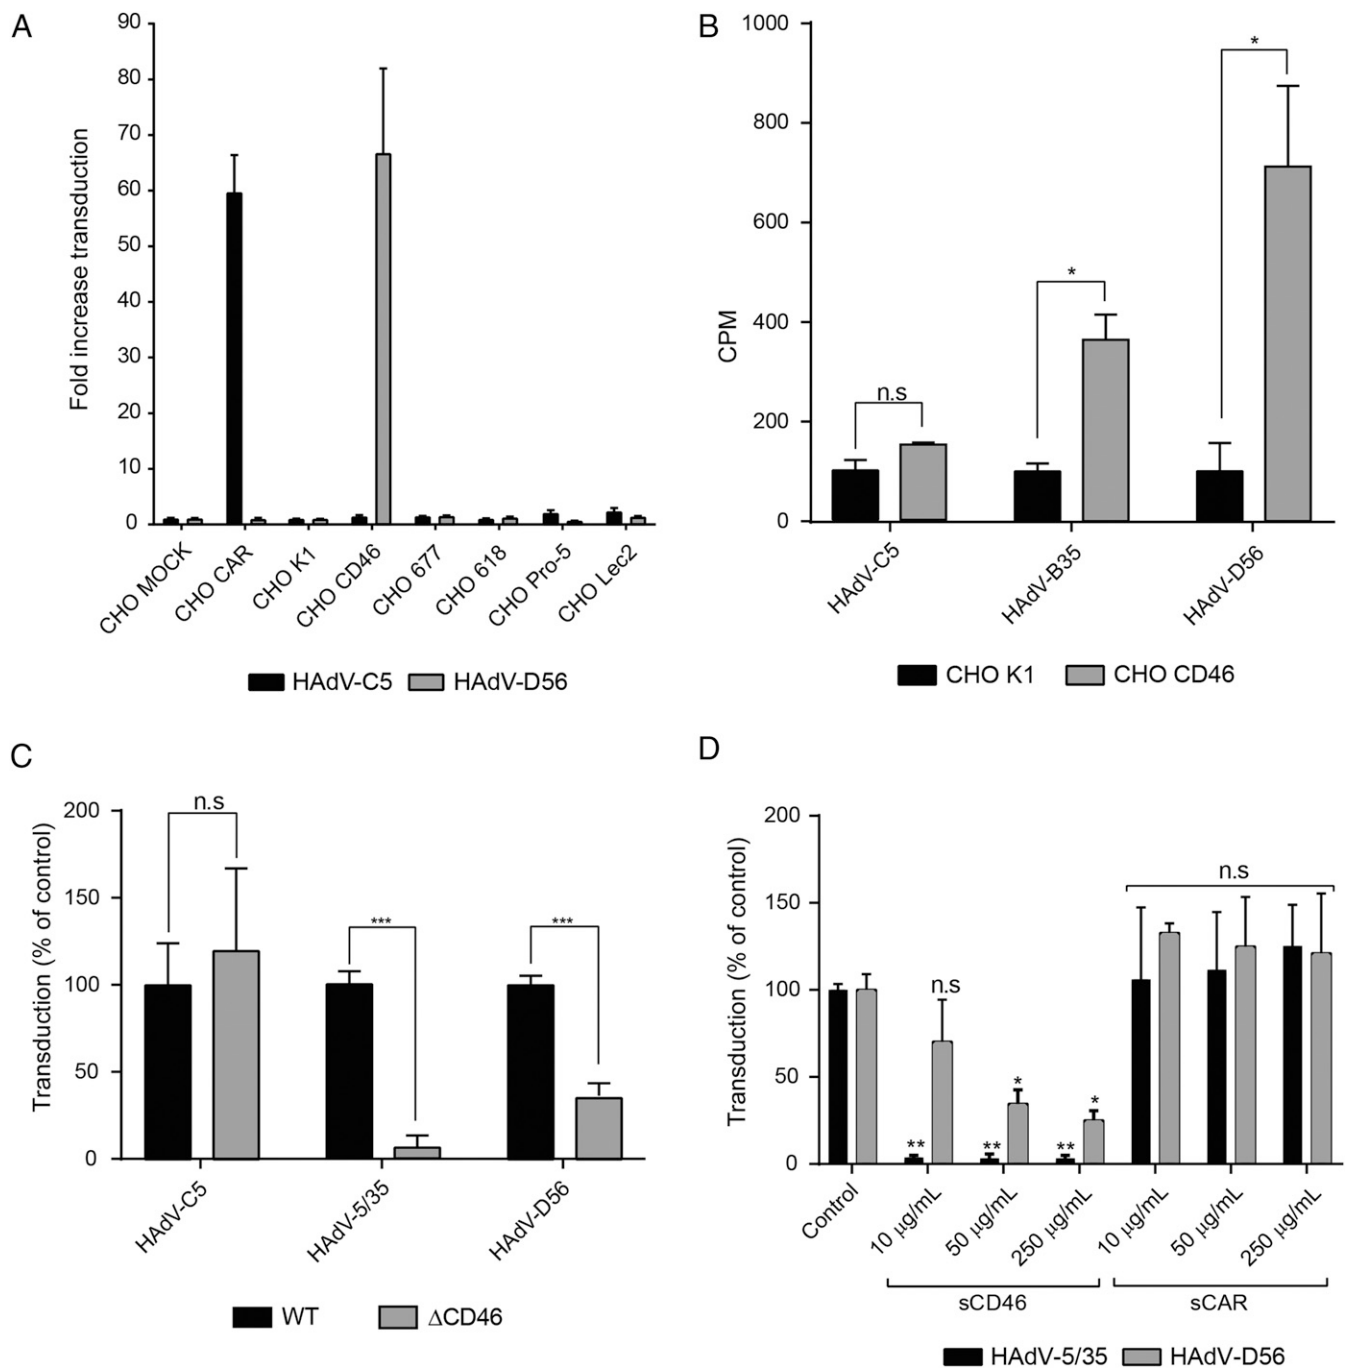 A
90
80
70
60
50
40
30
20
10
0
Fold increase transduction
CHO MOCK
CHO CAR
CHO K1
CHO CD46
CHO 677
CHO 618
CHO Pro-5
CHO Lec2
HAdV-C5 HAdV-D56
B
1000
800
600
400
200
0
CPM
n.s
*
*
HAdV-C5
HAdV-B35
HAdV-D56
CHO K1 CHO CD46
C
200
150
100
50
0
Transduction (% of control)
n.s
***
***
HAdV-C5
HAdV-5/35
HAdV-D56
WT ΔCD46
D
200
150
100
50
0
Transduction (% of control)
n.s
n.s
**
**
*
**
*
Control
10 μg/mL
50 μg/mL
250 μg/mL
10 μg/mL
50 μg/mL
250 μg/mL
sCD46 sCAR
HAdV-5/35 HAdV-D56